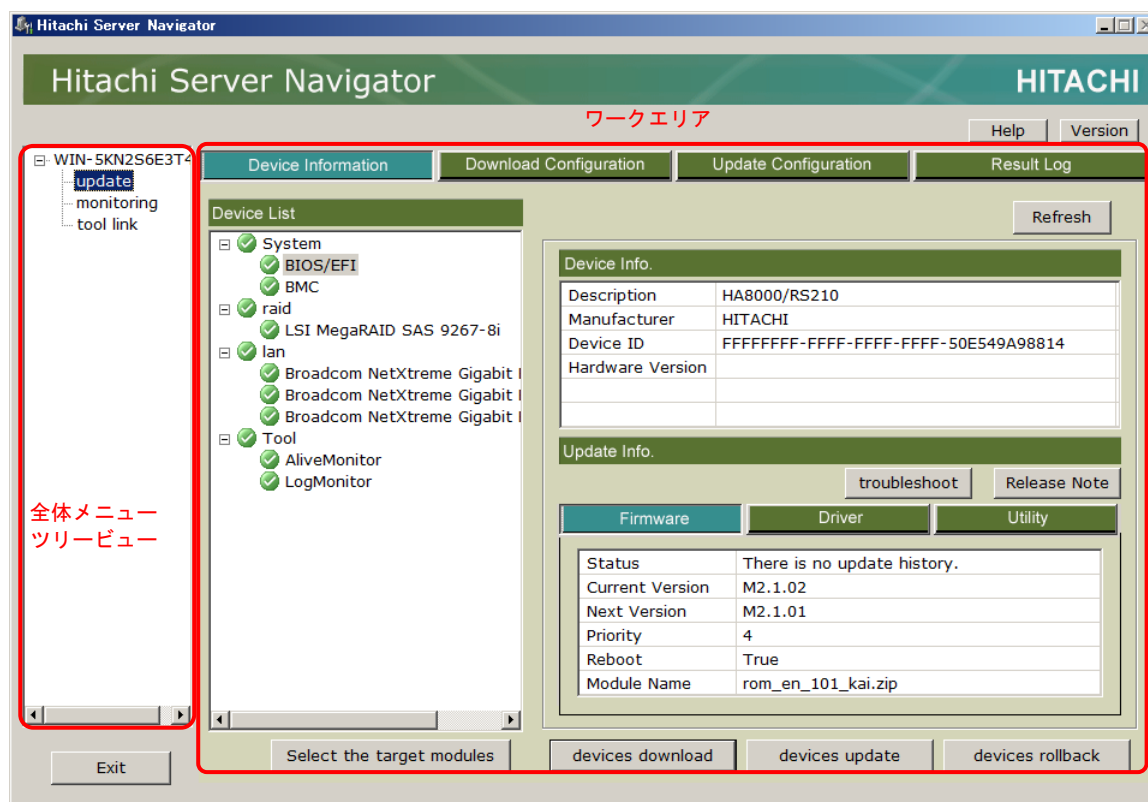 Hitachi Server Navigator
Hitachi Server Navigator
HITACHI
ワークエリア
Help
Version
WIN-5KN2S6E3T4
update
monitoring
tool link
全体メニュー
ツリービュー
Exit
Device Information
Download Configuration
Update Configuration
Result Log
Device List
System
BIOS/EFI
BMC
raid
LSI MegaRAID SAS 9267-8i
lan
Broadcom NetXtreme Gigabit
Broadcom NetXtreme Gigabit
Broadcom NetXtreme Gigabit
Tool
AliveMonitor
LogMonitor
Refresh
Device Info.
Description HA8000/RS210
Manufacturer HITACHI
Device ID FFFFFFFF-FFFF-FFFF-FFFF-50E549A98814
Hardware Version
Update Info.
troubleshoot
Release Note
Firmware
Driver
Utility
Status There is no update history.
Current Version M2.1.02
Next Version M2.1.01
Priority 4
Reboot True
Module Name rom_en_101_kai.zip
Select the target modules
devices download
devices update
devices rollback